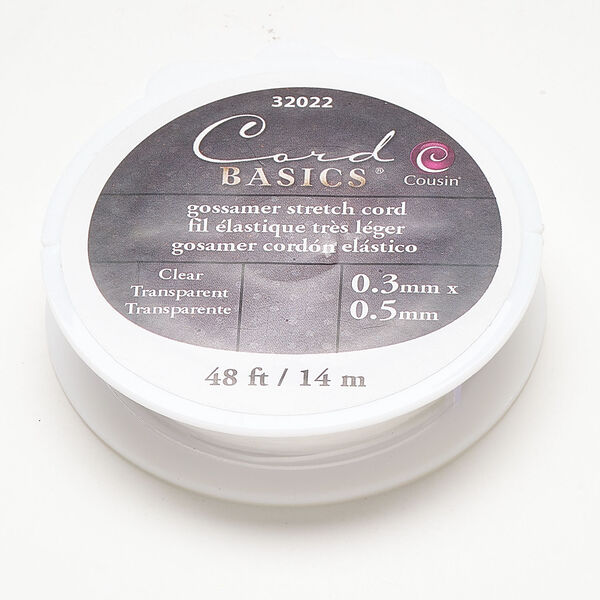 32022
Cord
BASICS®
Cousin®
gossamer stretch cord
fil élastique très léger
gosamer cordón elástico
Clear
Transparent
Transparente
0.3mm x
0.5mm
48 ft / 14 m